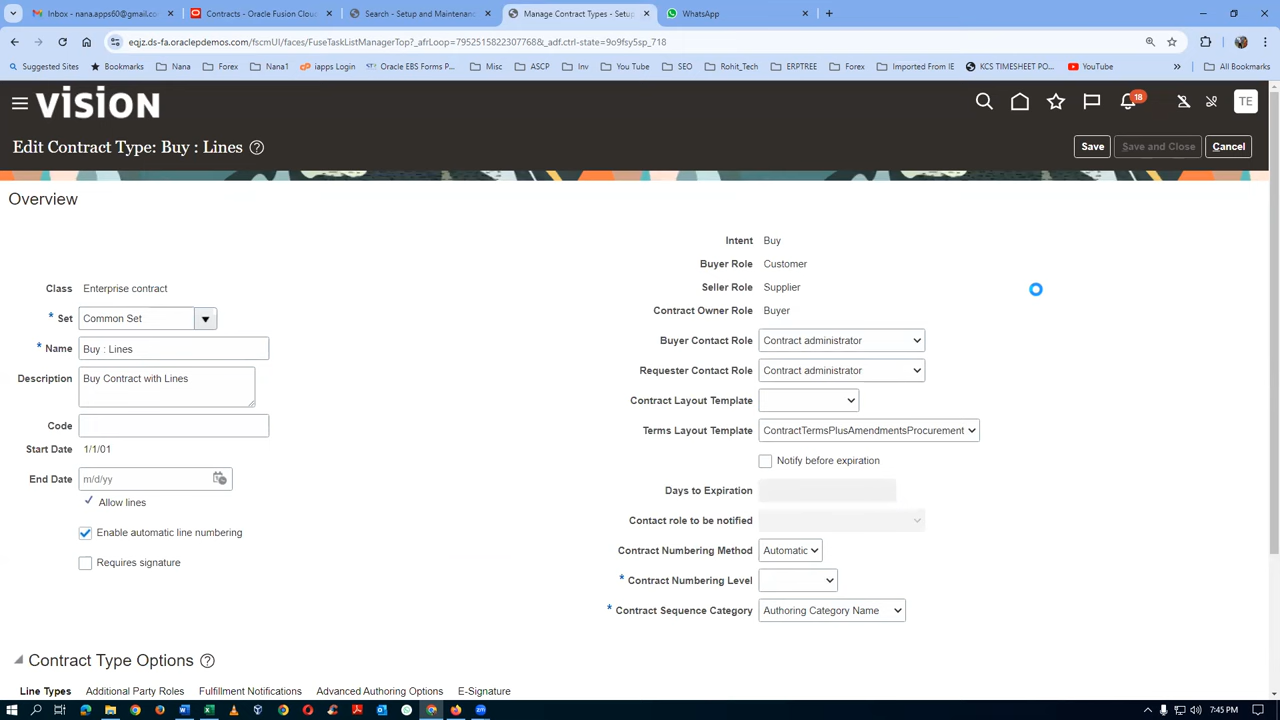 Inbox - nana.apps60@gmail.co
Contracts - Oracle Fusion Clou
Search - Setup and Maintenanc
Manage Contract Types - Setup
WhatsApp
eqjz.ds-fa.oraclepdemos.com/fscmUI/faces/FuseTaskListManagerTop?_afrLoop=79525158223077688&_adf.ctrl-state=9o9fsy5sp_718
Suggested Sites
Bookmarks
Nana
Forex
Nana1
iapps Login
Oracle EBS Forms P...
Misc
ASCP
Inv
You Tube
SEO
Rohit_Tech
ERPTREE
Forex
Imported From IE
KCS TIMESHEET PO...
YouTube
All Bookmarks
VISION
18
TE
Edit Contract Type: Buy : Lines
Save
Save and Close
Cancel
Overview
Class Enterprise contract
* Set Common Set
* Name Buy : Lines
Description Buy Contract with Lines
Code
Start Date 1/1/01
End Date m/d/yy
Allow lines
Enable automatic line numbering
Requires signature
Intent Buy
Buyer Role Customer
Seller Role Supplier
Contract Owner Role Buyer
Buyer Contact Role Contract administrator
Requester Contact Role Contract administrator
Contract Layout Template
Terms Layout Template ContractTermsPlusAmendmentsProcurement
Notify before expiration
Days to Expiration
Contact role to be notified
Contract Numbering Method Automatic
* Contract Numbering Level
* Contract Sequence Category Authoring Category Name
Contract Type Options
Line Types Additional Party Roles Fulfillment Notifications Advanced Authoring Options E-Signature
7:45 PM